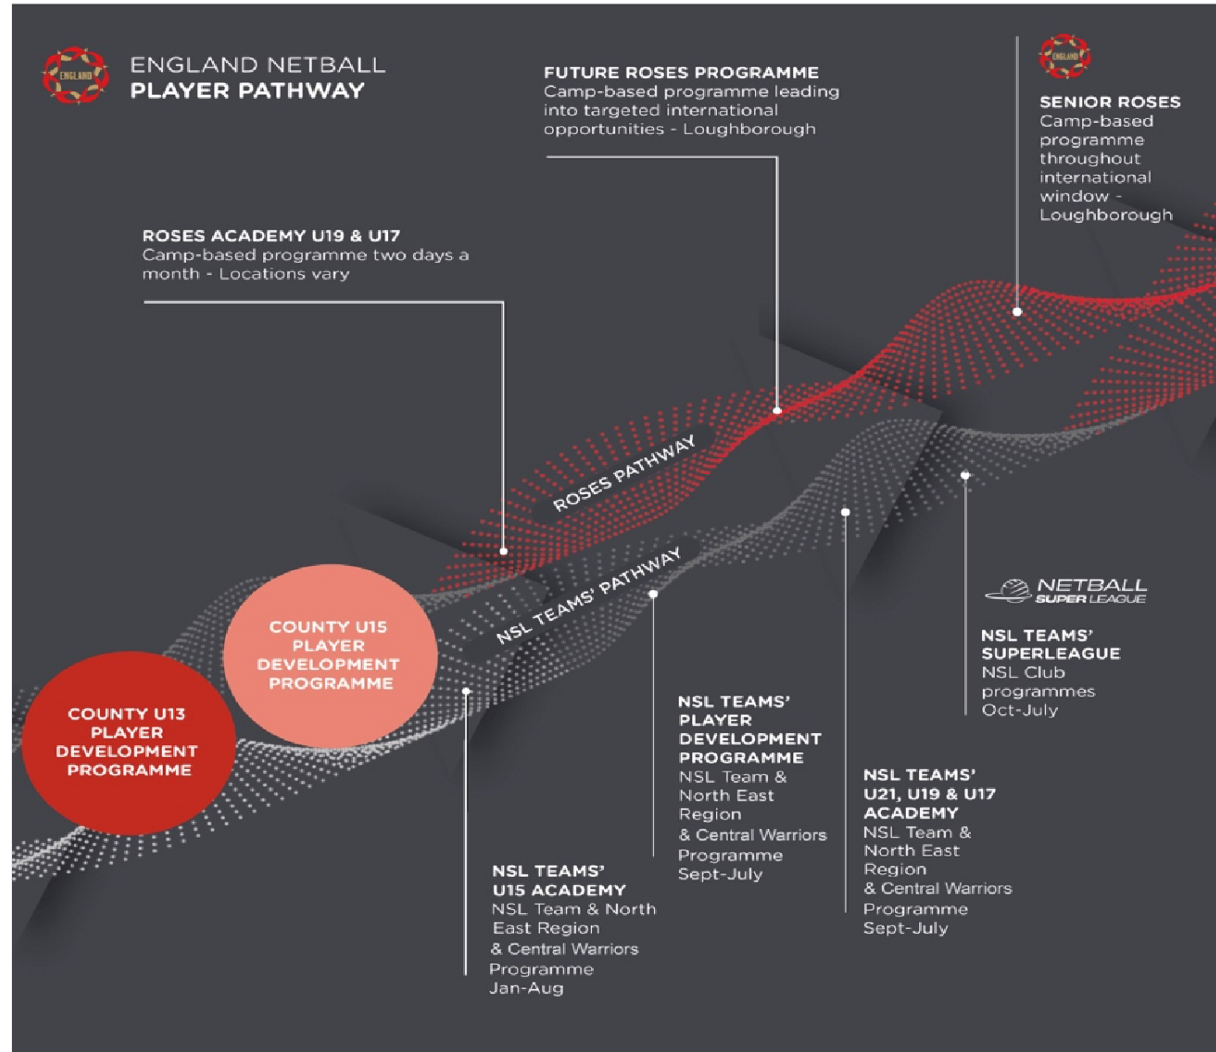 ENGLAND
ENGLAND NETBALL
PLAYER PATHWAY
FUTURE ROSES PROGRAMME
Camp-based programme leading
into targeted international
opportunities - Loughborough
ENGLAND
SENIOR ROSES
Camp-based
programme
throughout
international
window -
Loughborough
ROSES ACADEMY U19 & U17
Camp-based programme two days a
month - Locations vary
ROSES PATHWAY
NSL TEAMS' PATHWAY
COUNTY U15
PLAYER
DEVELOPMENT
PROGRAMME
COUNTY U13
PLAYER
DEVELOPMENT
PROGRAMME
NSL TEAMS'
U15 ACADEMY
NSL Team & North
East Region
& Central Warriors
Programme
Jan-Aug
NSL TEAMS'
PLAYER
DEVELOPMENT
PROGRAMME
NSL Team &
North East
Region
& Central Warriors
Programme
Sept-July
NSL TEAMS'
U21, U19 & U17
ACADEMY
NSL Team &
North East
Region
& Central Warriors
Programme
Sept-July
NETBALL
SUPER LEAGUE
NSL TEAMS'
SUPERLEAGUE
NSL Club
programmes
Oct-July